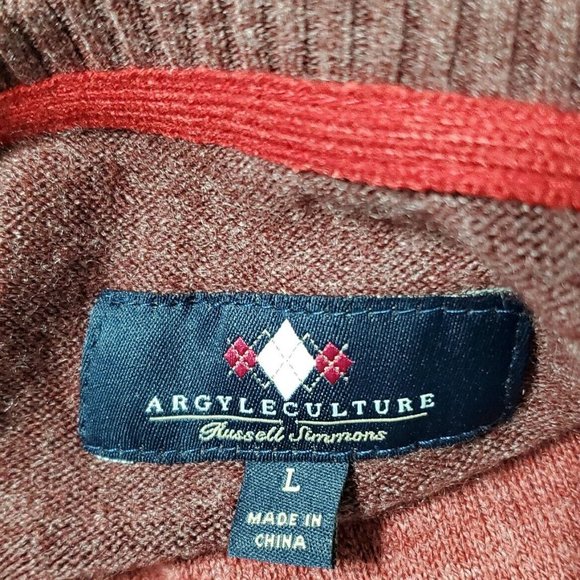 ARGYLECULTURE
Russell Simmons
L
MADE IN
CHINA